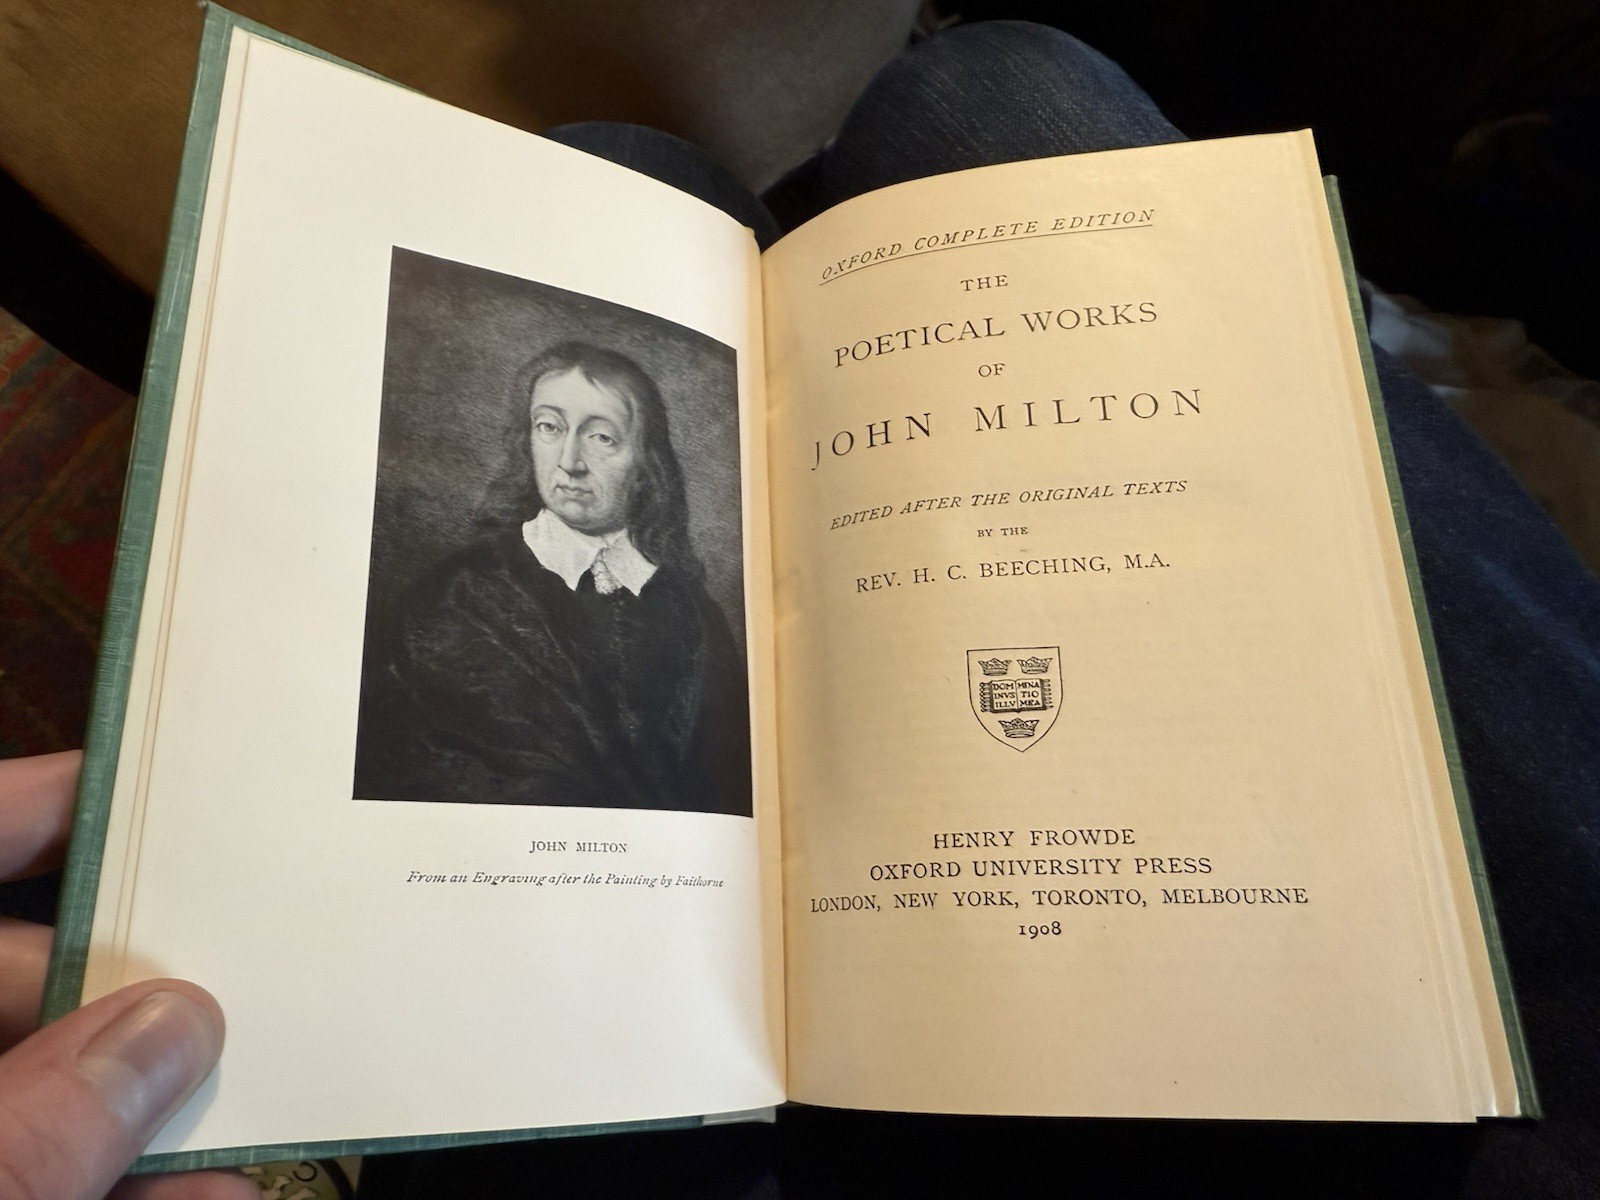 JOHN MILTON
From an Engraving after the Painting by Faithorne
OXFORD COMPLETE EDITION
THE
POETICAL WORKS
OF
JOHN MILTON
EDITED AFTER THE ORIGINAL TEXTS
BY THE
REV. H. C. BEECHING, M.A.
DOM MINA
INVS TIO
ILLV MEA
HENRY FROWDE
OXFORD UNIVERSITY PRESS
LONDON, NEW YORK, TORONTO, MELBOURNE
1908